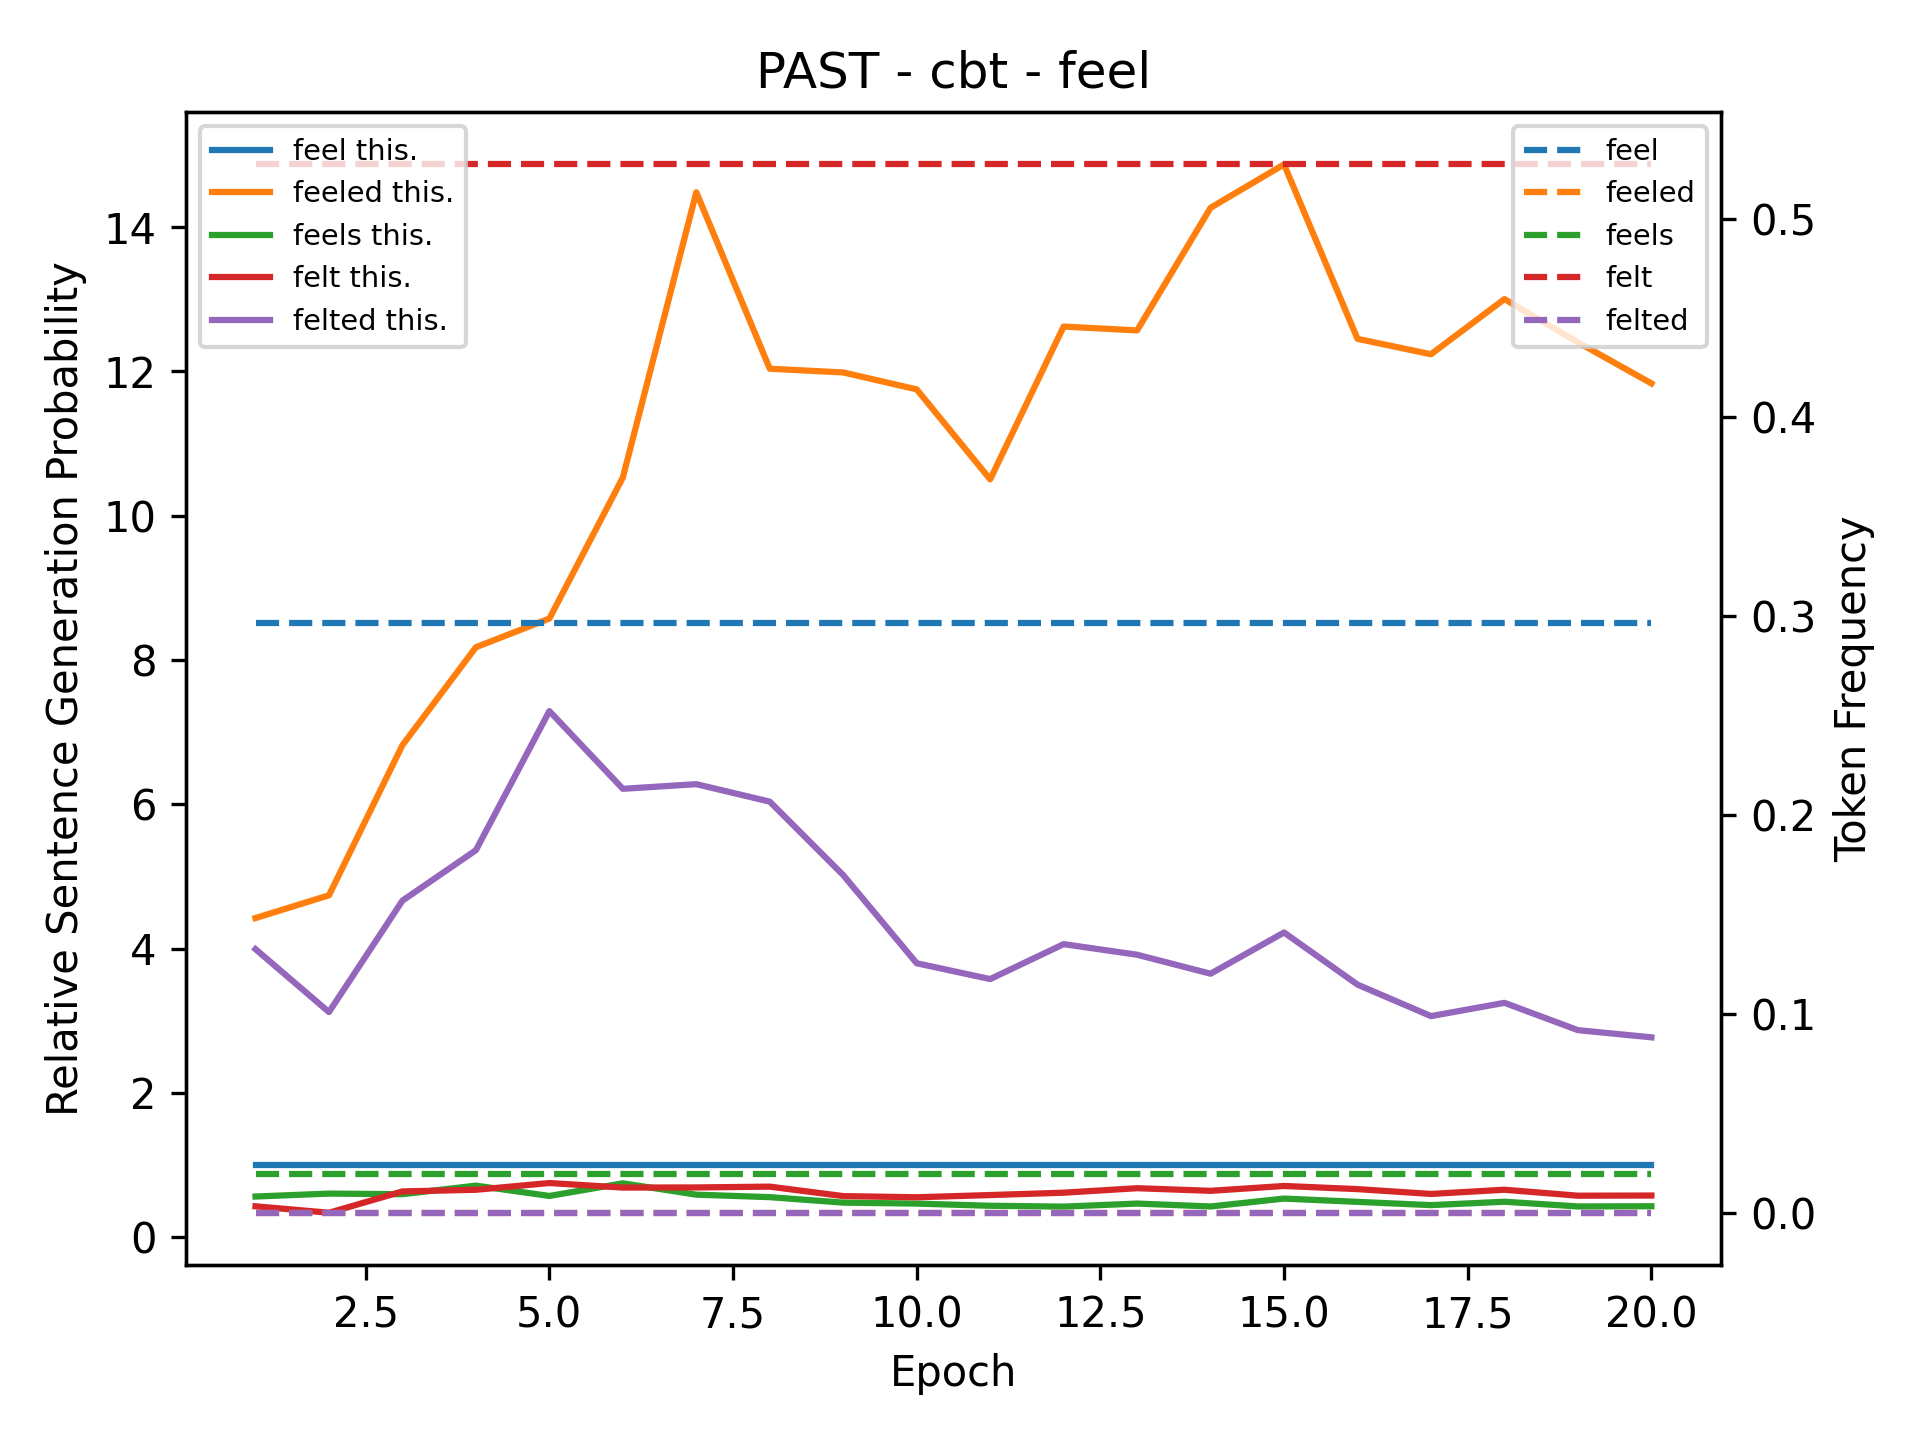 PAST - cbt - feel
feel this.
feeled this.
feels this.
felt this.
felted this.
feel
feeled
feels
felt
felted
Relative Sentence Generation Probability
14
12
10
8
6
4
2
0
0.5
0.4
0.3
0.2
0.1
0.0
Token Frequency
2.5 5.0 7.5 10.0 12.5 15.0 17.5 20.0
Epoch